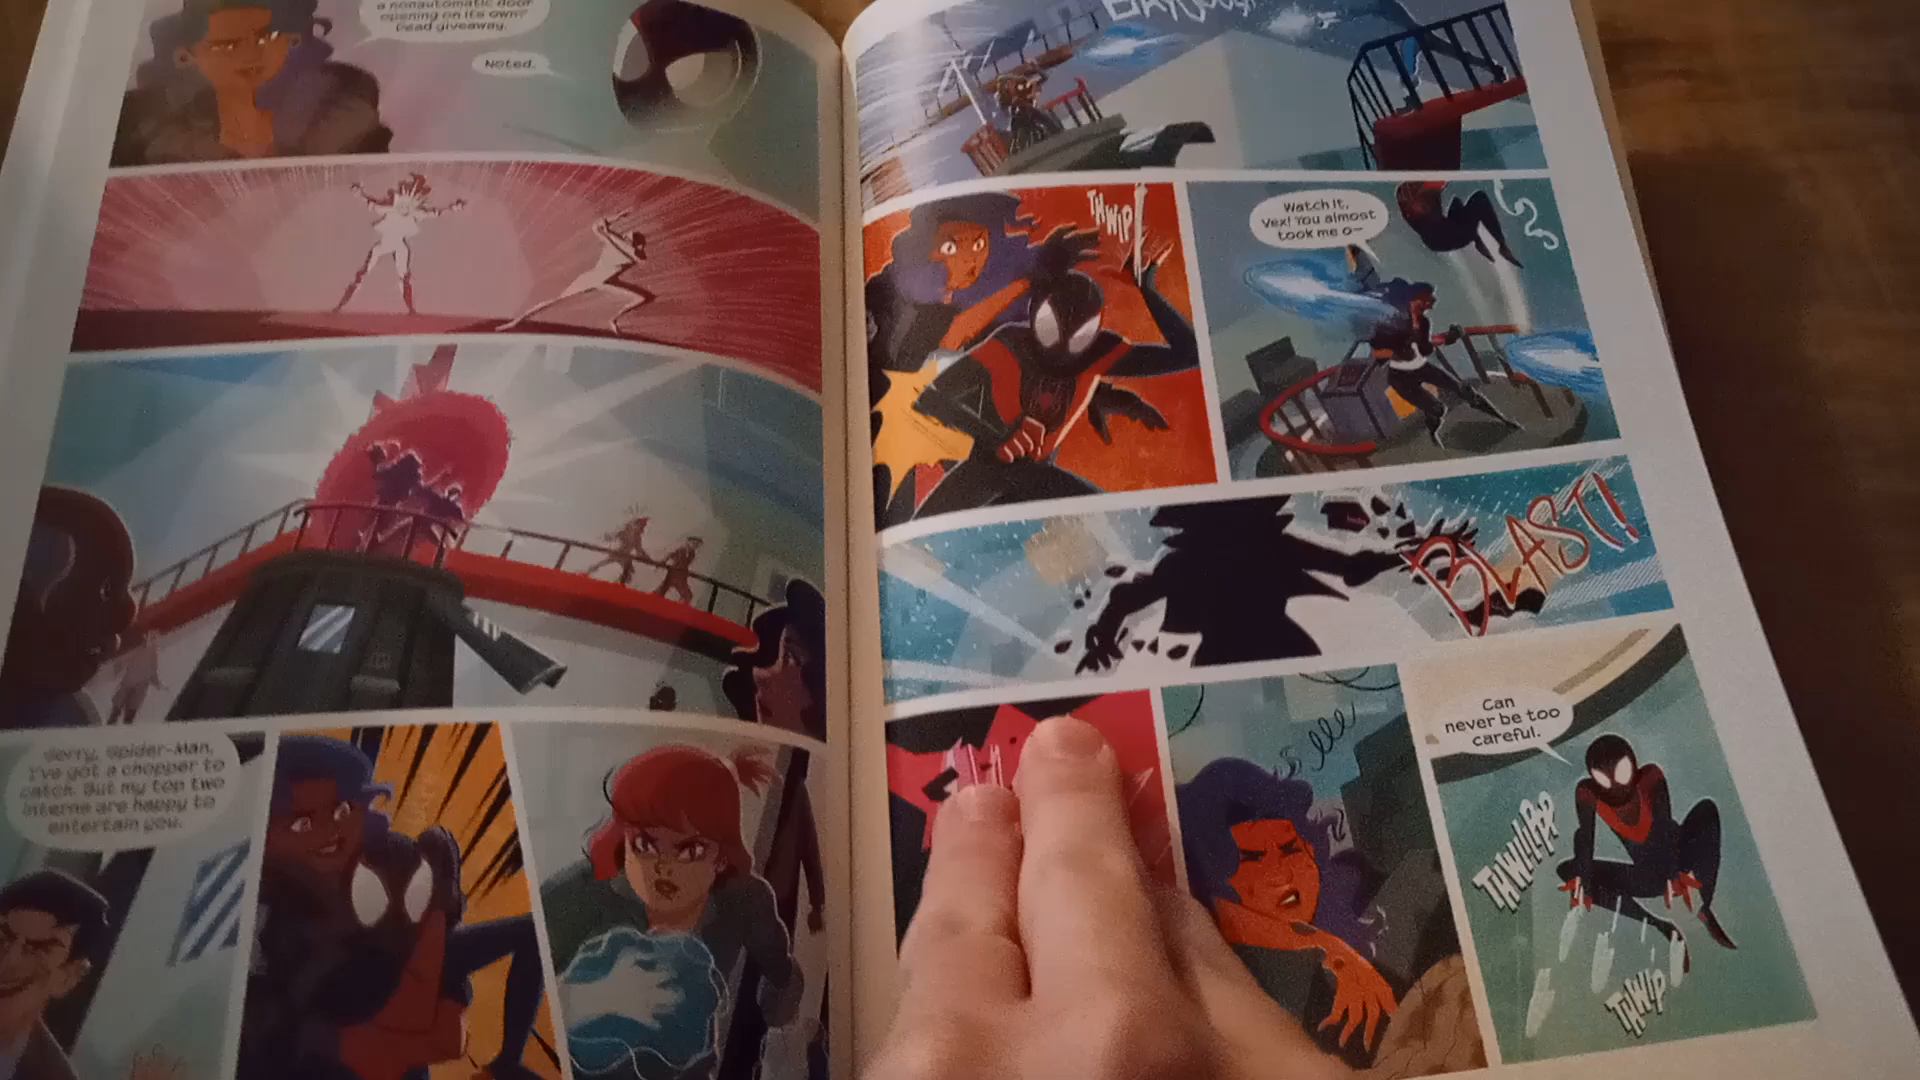 a nonautomatic door
opening on its own?
Dead giveaway.
Noted.
Sorry, Spider-Man,
I've got a chopper to
catch. But my top two
interns are happy to
entertain you.
THWIP!
Watch it,
Vex! You almost
took me o–
BLAST!
Can
never be too
careful.
THWIP